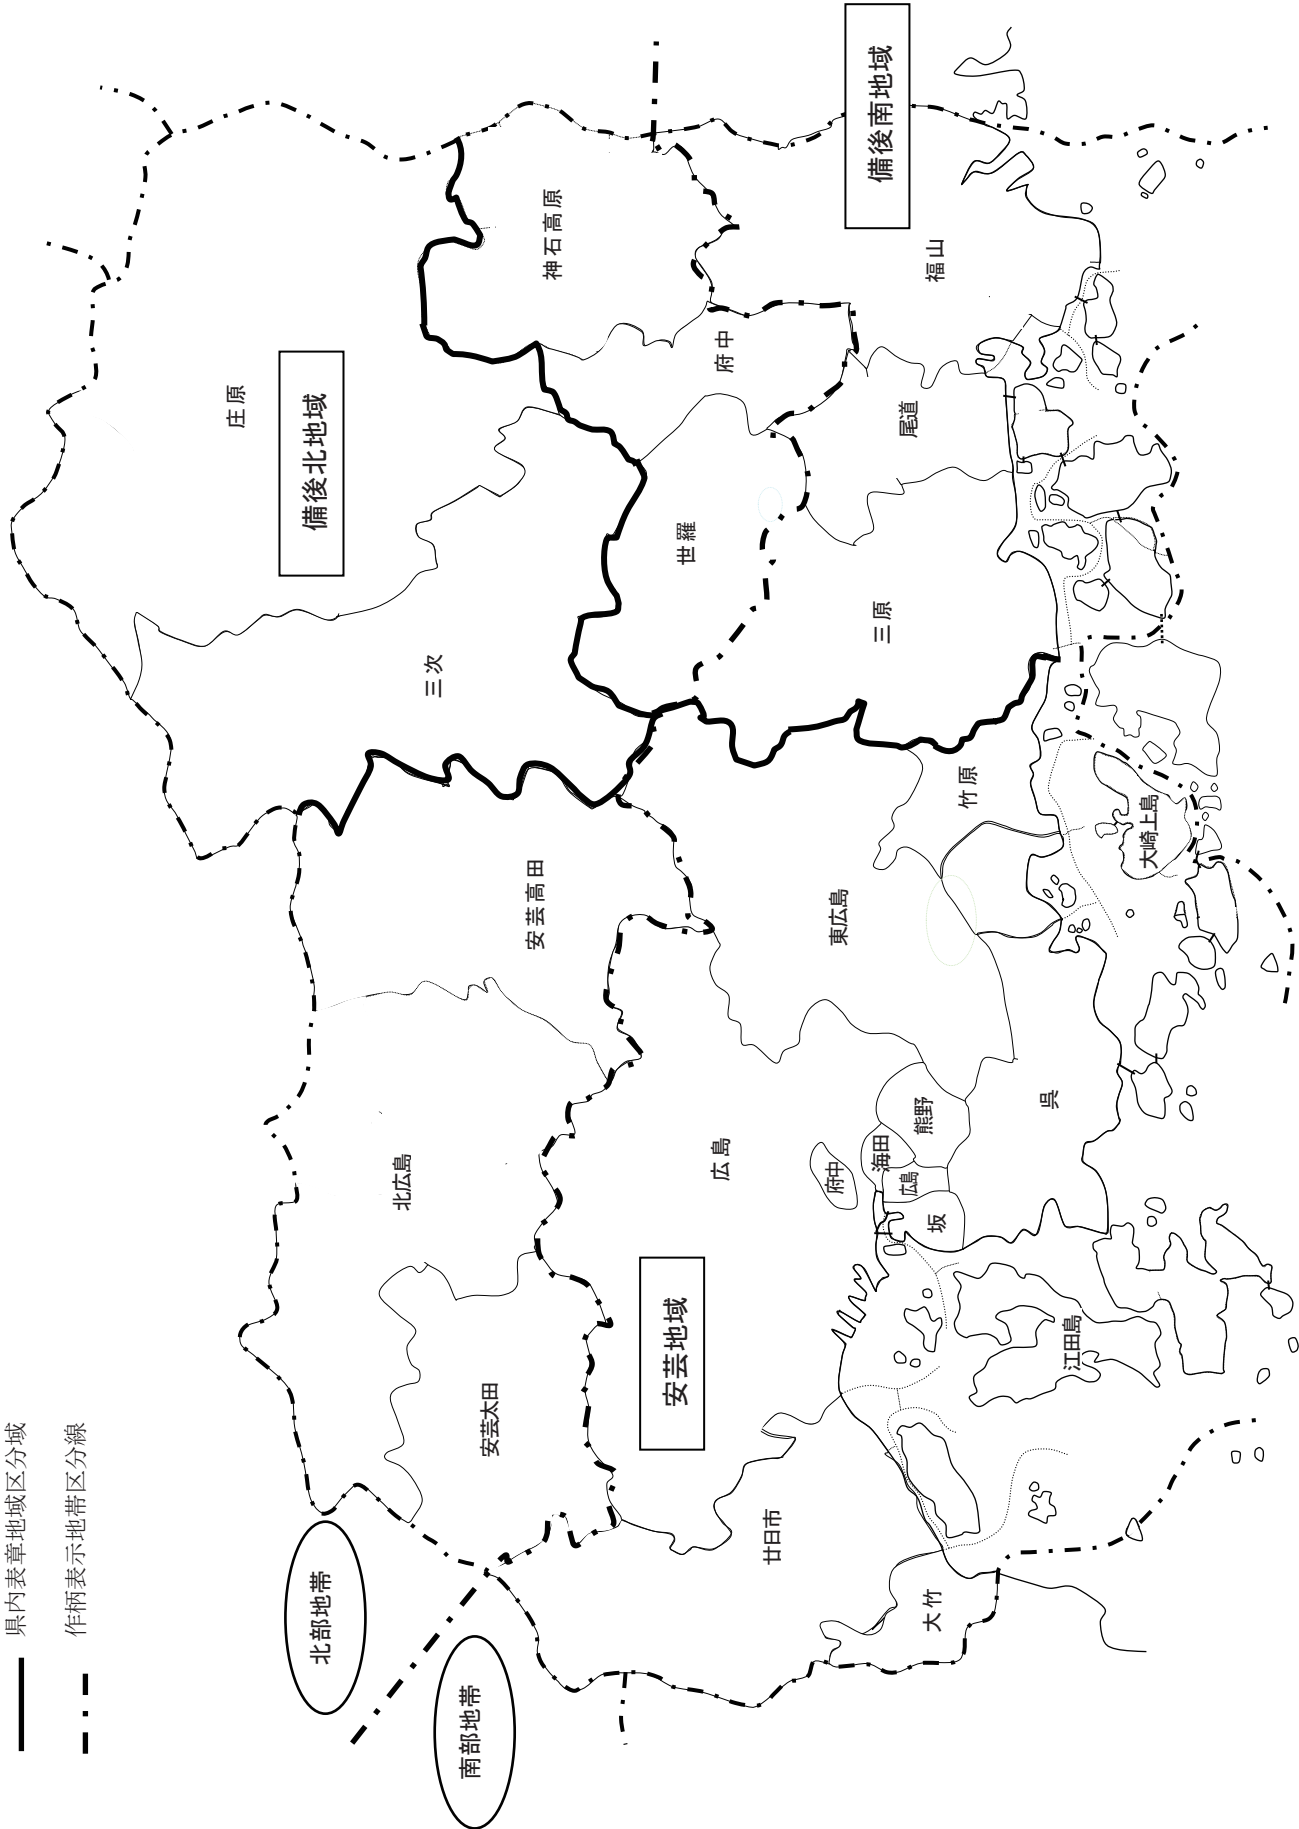 県内表章地域区分域
作柄表示地帯区分線
北部地帯
南部地帯
備後北地域
備後南地域
安芸地域
庄原
三次
神石高原
府中
世羅
福山
尾道
三原
竹原
大崎上島
東広島
安芸高田
北広島
安芸太田
広島
府中
海田
熊野
広島
坂
呉
江田島
廿日市
大竹